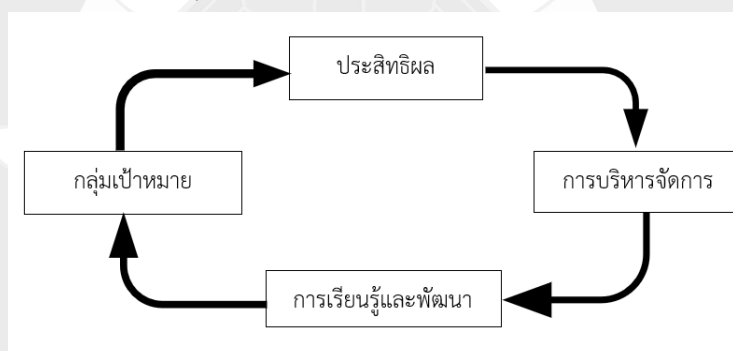 ประสิทธิผล
กลุ่มเป้าหมาย
การบริหารจัดการ
การเรียนรู้และพัฒนา